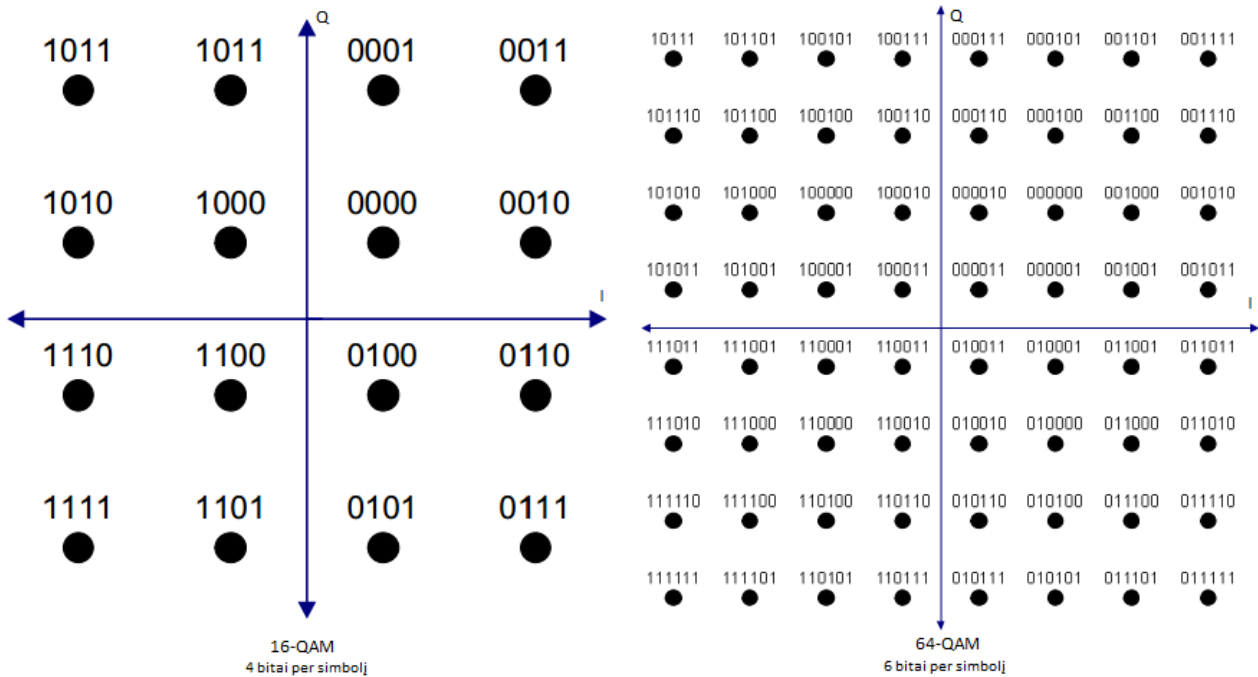 Q
1011 1011 0001 0011
1010 1000 0000 0010
I
1110 1100 0100 0110
1111 1101 0101 0111
16-QAM
4 bitai per simbolį
Q
10111 101101 100101 100111 000111 000101 001101 001111
101110 101100 100100 100110 000110 000100 001100 001110
101010 101000 100000 100010 000010 000000 001000 001010
101011 101001 100001 100011 000011 000001 001001 001011
I
111011 111001 110001 110011 010011 010001 011001 011011
111010 111000 110000 110010 010010 010000 011000 011010
111110 111100 110100 110110 010110 010100 011100 011110
111111 111101 110101 110111 010111 010101 011101 011111
64-QAM
6 bitai per simbolį